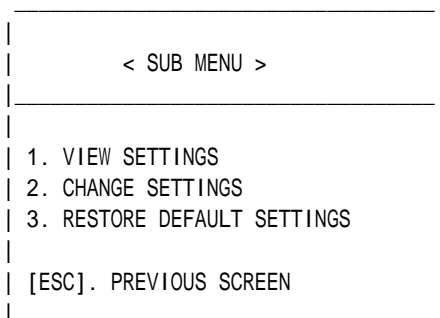 < SUB MENU >
1. VIEW SETTINGS
2. CHANGE SETTINGS
3. RESTORE DEFAULT SETTINGS
[ESC]. PREVIOUS SCREEN